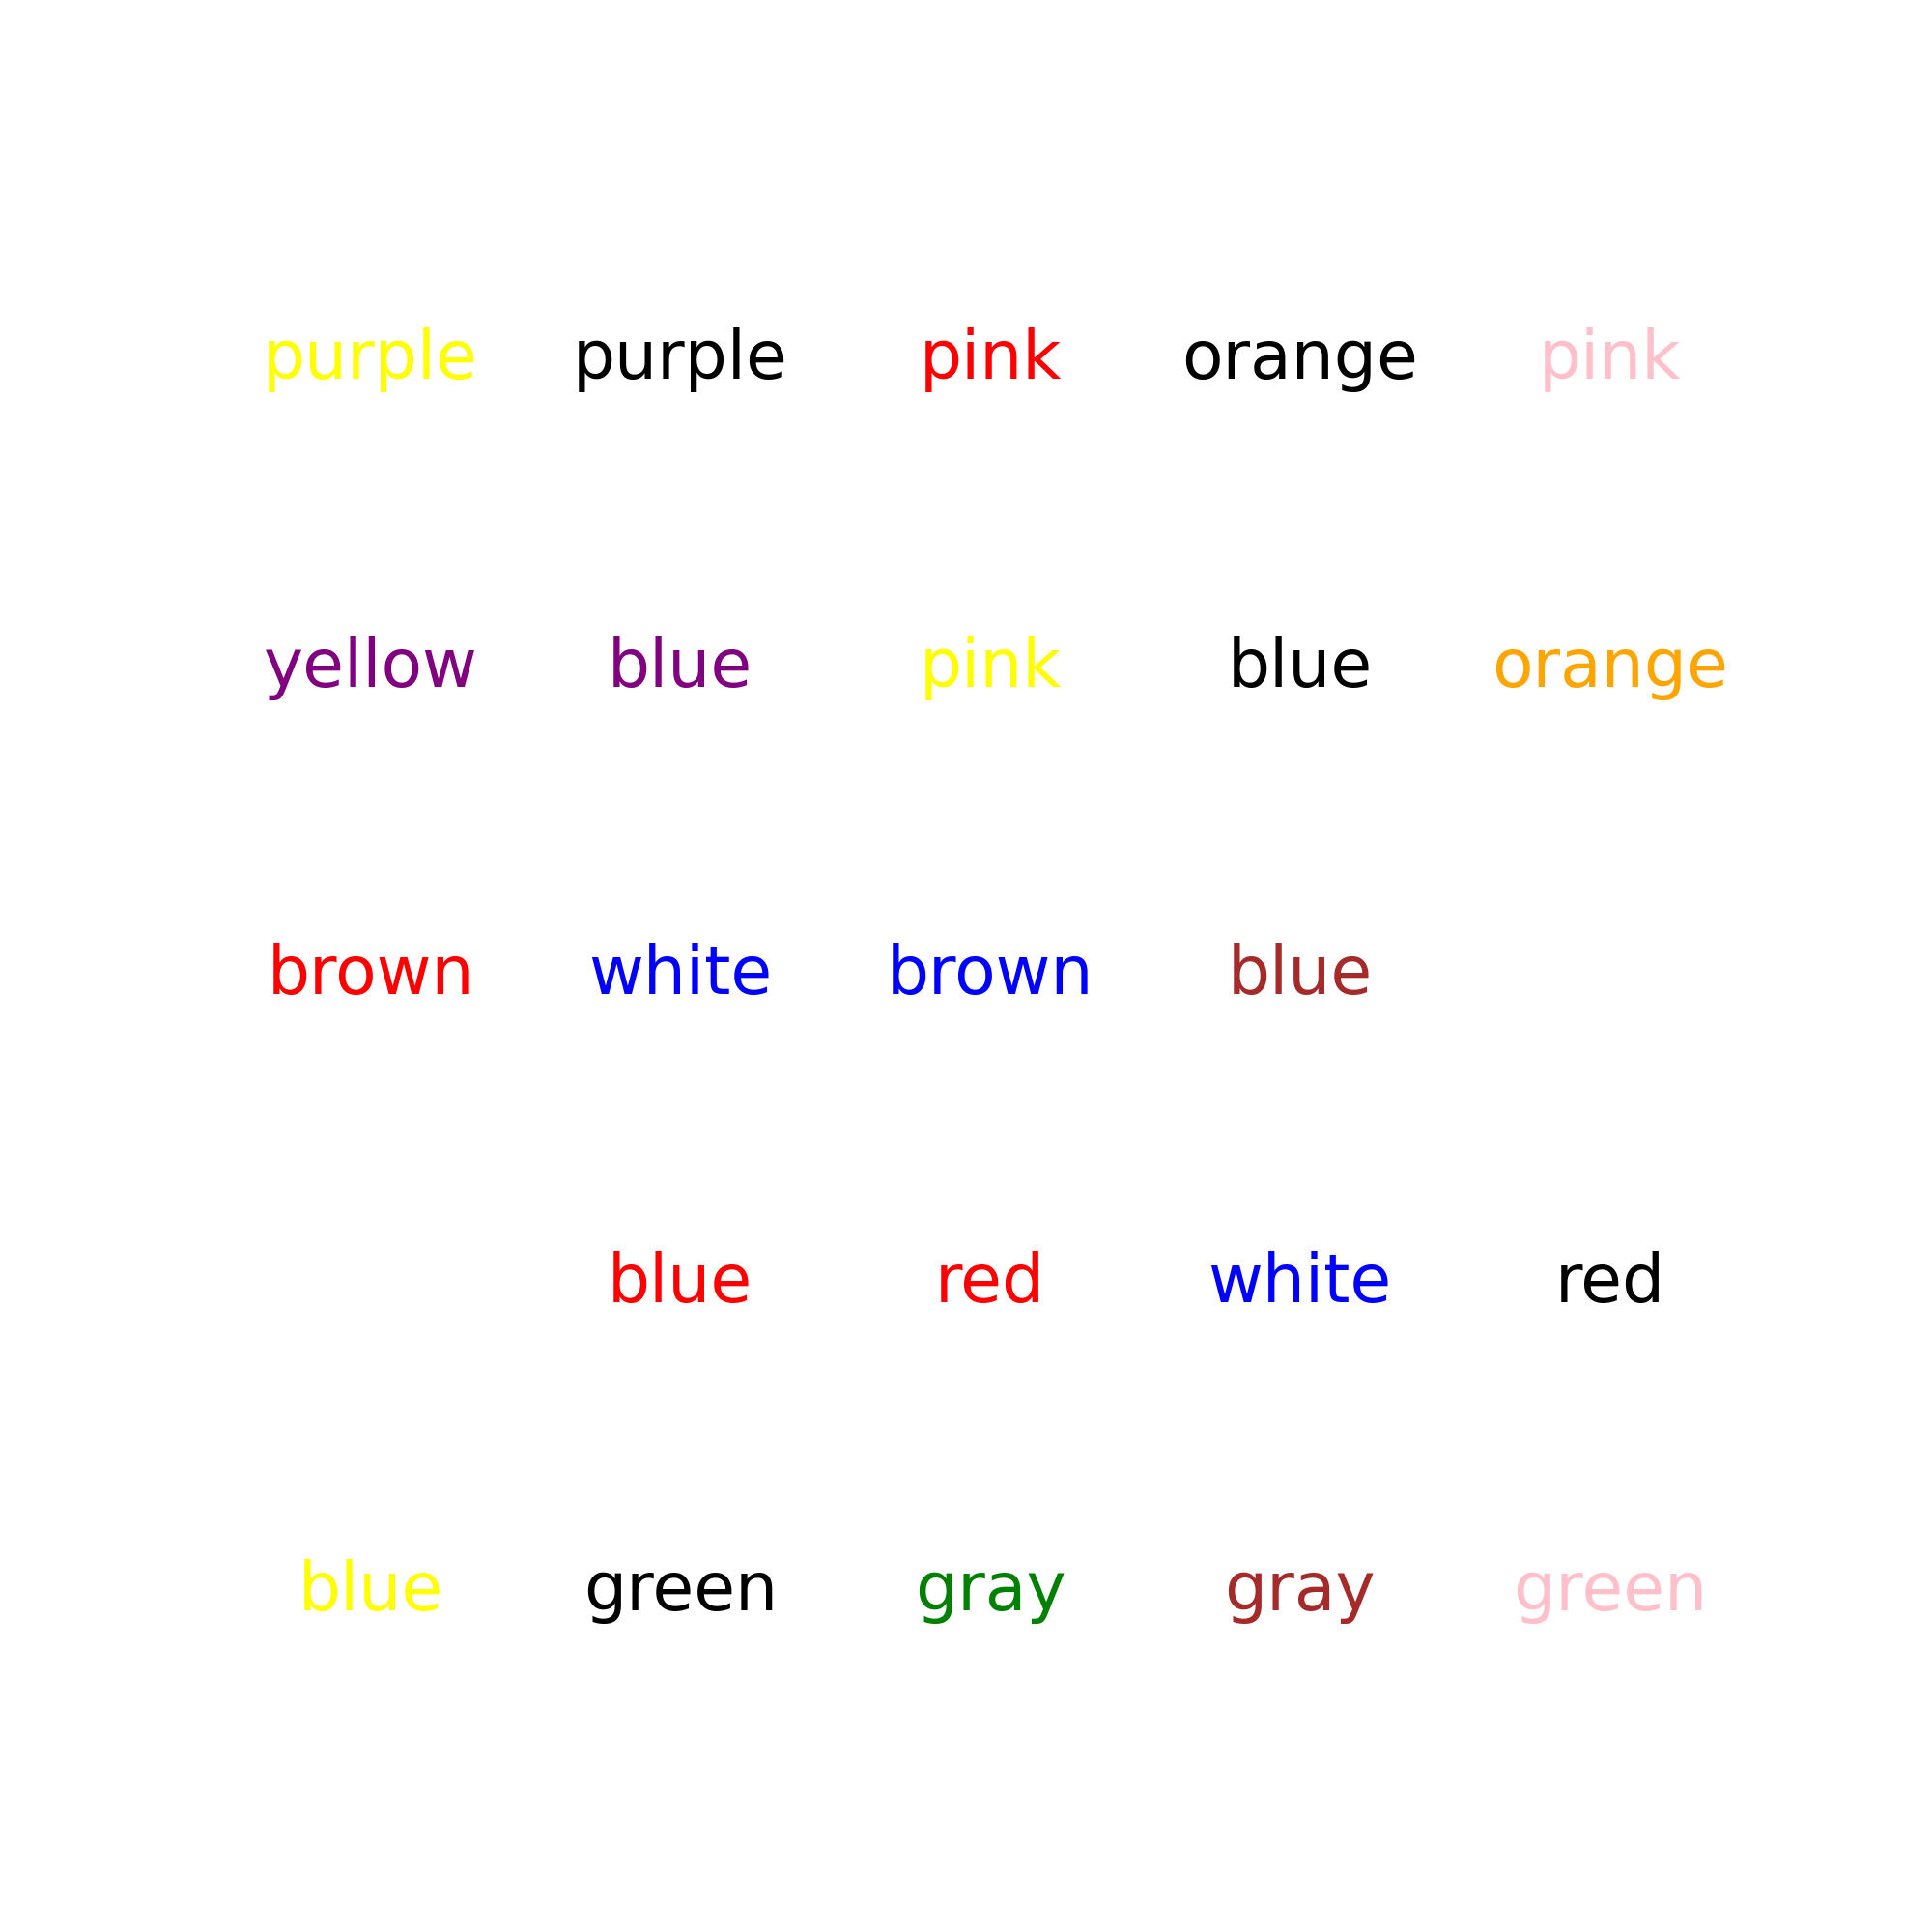 purple purple pink orange pink
yellow blue pink blue orange
brown white brown blue
blue red white red
blue green gray gray green